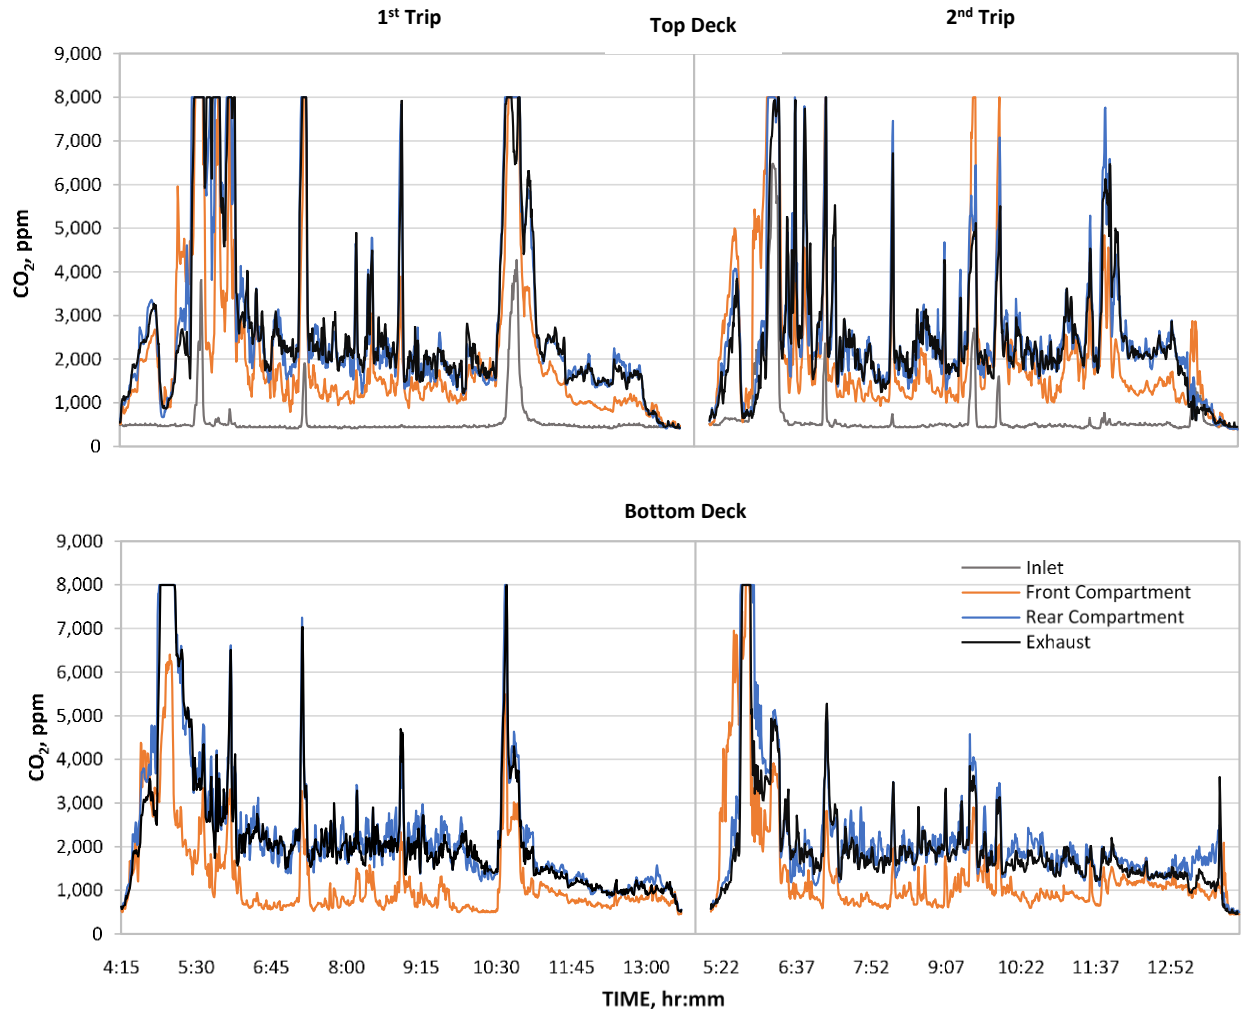 1st Trip
Top Deck
2nd Trip
9,000
8,000
7,000
6,000
5,000
4,000
3,000
2,000
1,000
0
CO2, ppm
Bottom Deck
9,000
8,000
7,000
6,000
5,000
4,000
3,000
2,000
1,000
0
CO2, ppm
Inlet
Front Compartment
Rear Compartment
Exhaust
4:15 5:30 6:45 8:00 9:15 10:30 11:45 13:00 5:22 6:37 7:52 9:07 10:22 11:37 12:52
TIME, hr:mm